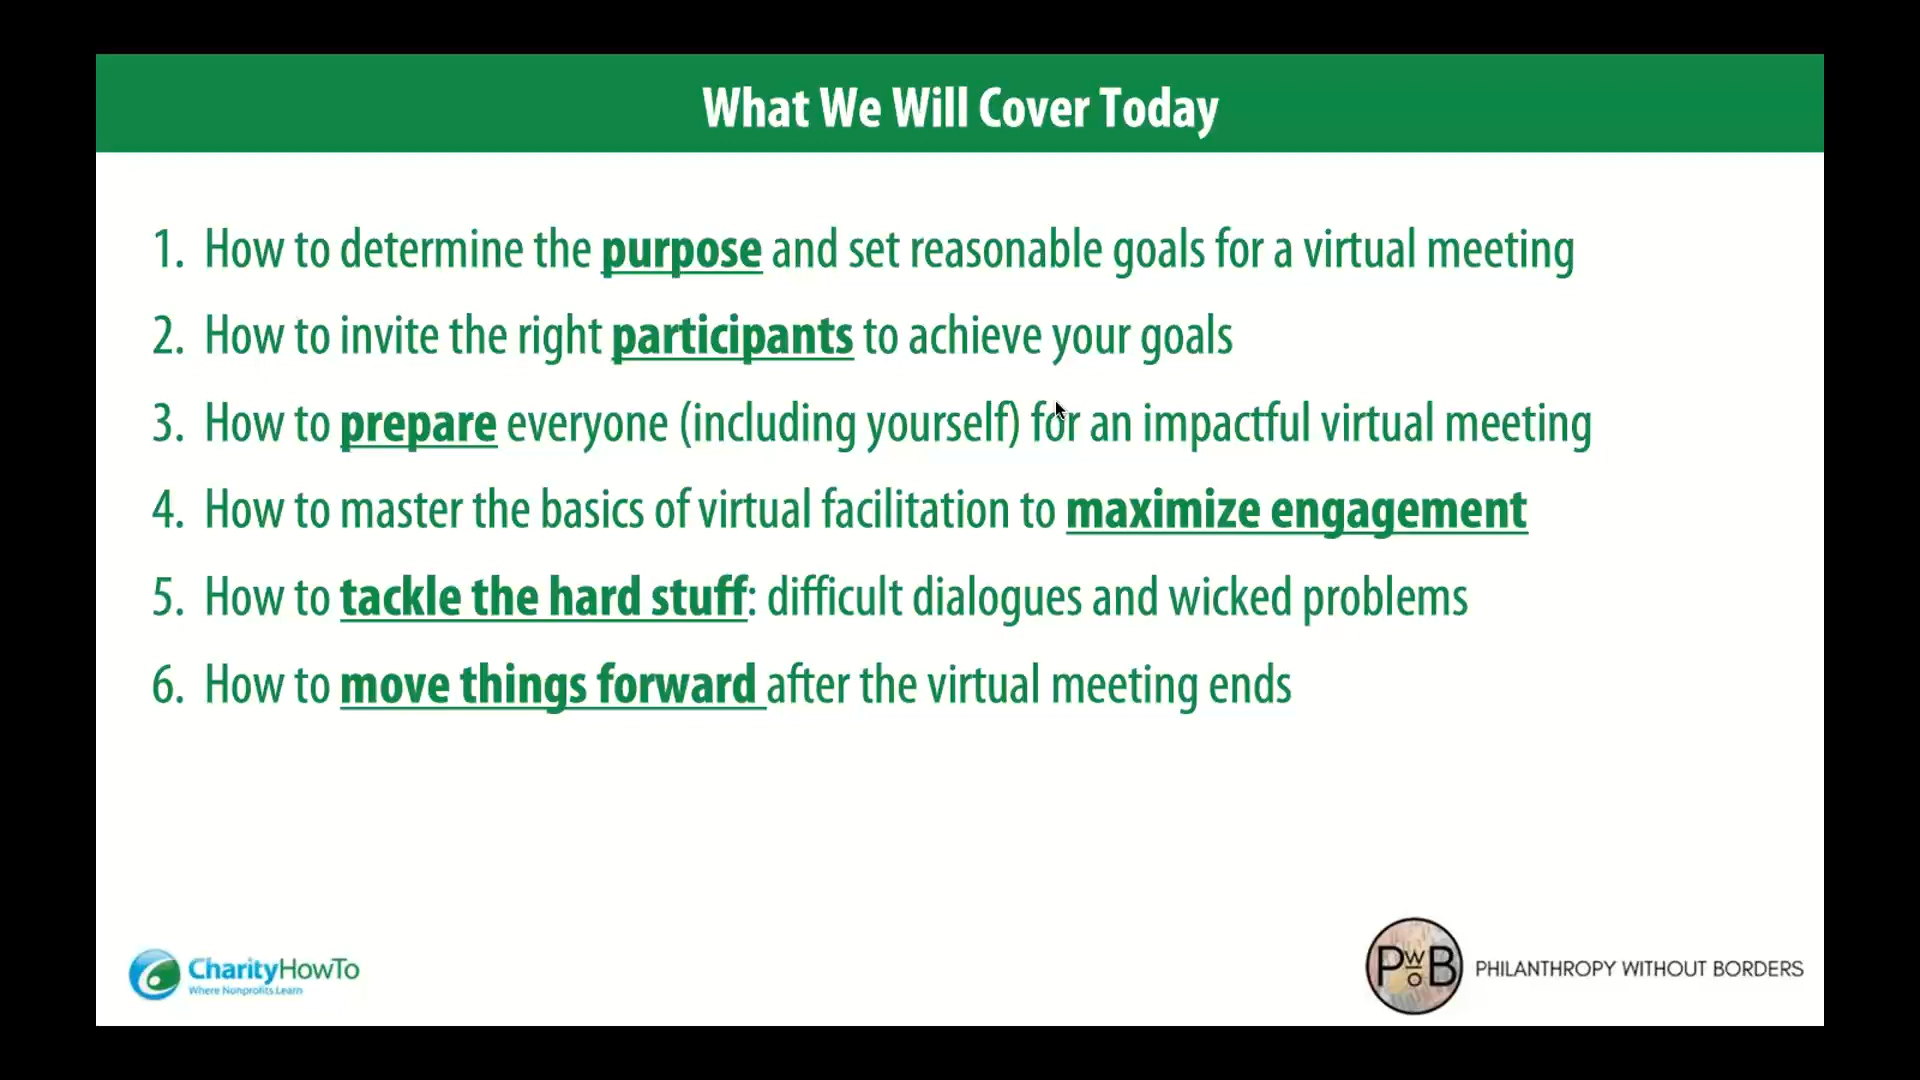 What We Will Cover Today
1. How to determine the purpose and set reasonable goals for a virtual meeting
2. How to invite the right participants to achieve your goals
3. How to prepare everyone (including yourself) for an impactful virtual meeting
4. How to master the basics of virtual facilitation to maximize engagement
5. How to tackle the hard stuff: difficult dialogues and wicked problems
6. How to move things forward after the virtual meeting ends
CharityHowTo
Where Nonprofits Learn
PwoB
PHILANTHROPY WITHOUT BORDERS